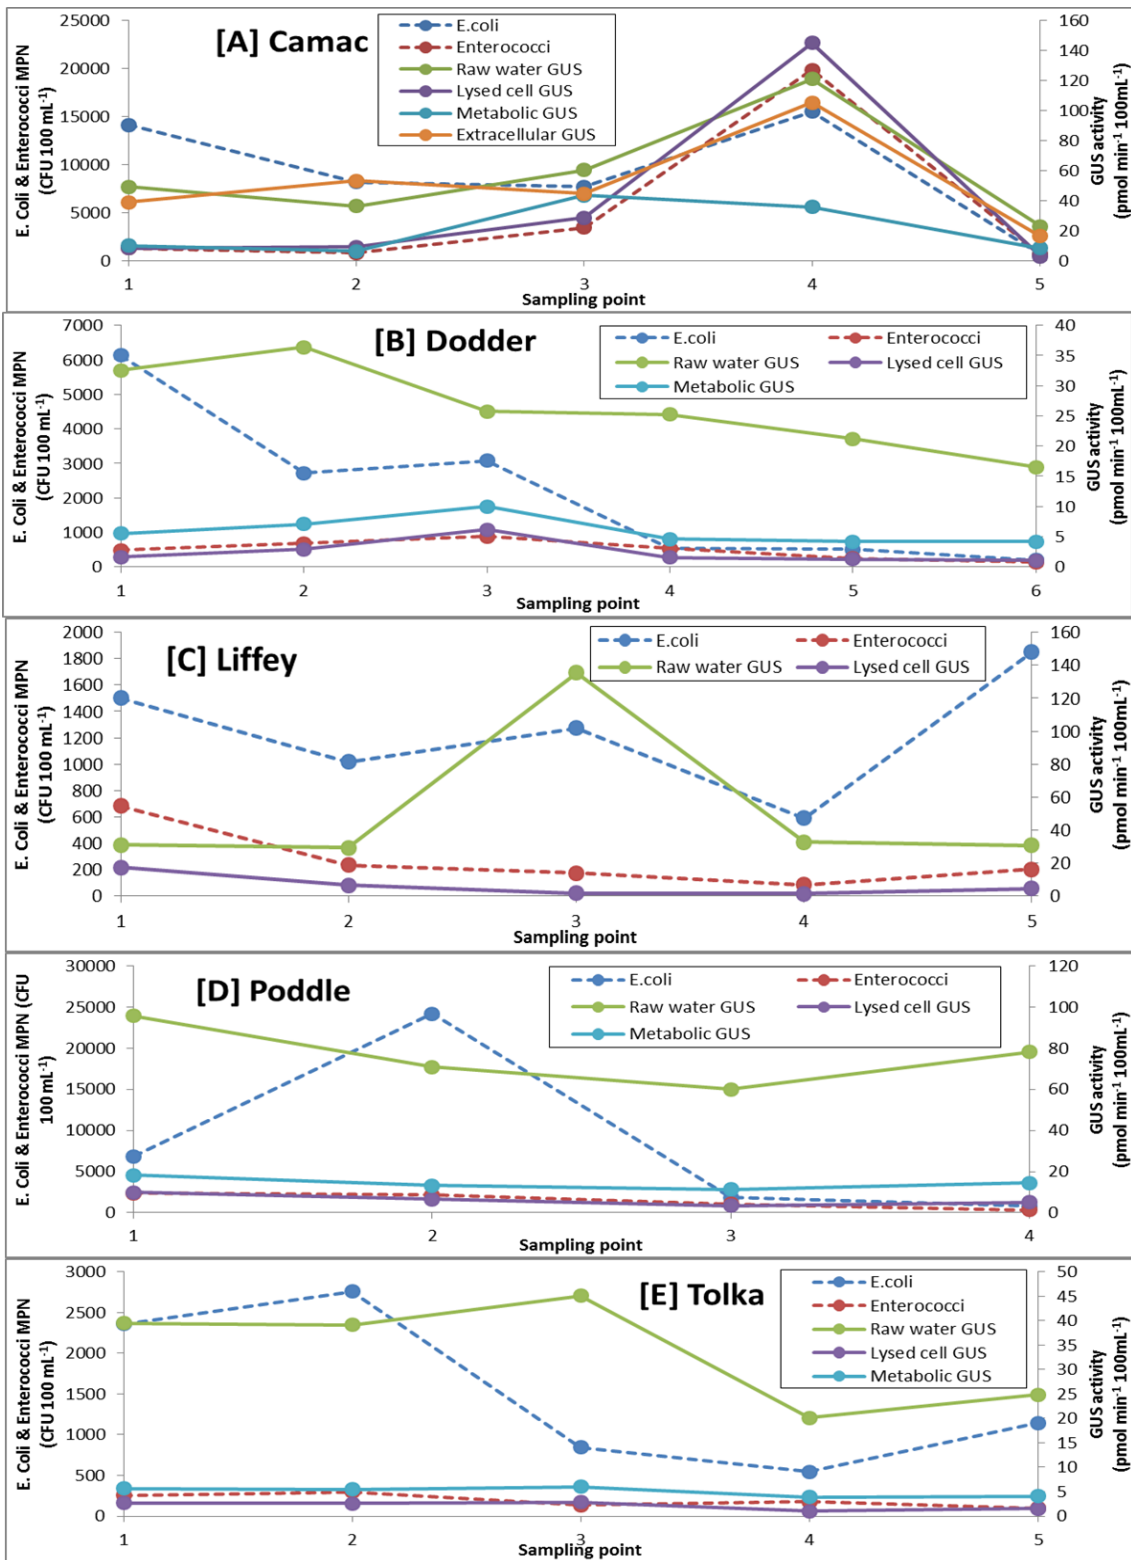 [A] Camac
E.coli
Enterococci
Raw water GUS
Lysed cell GUS
Metabolic GUS
Extracellular GUS
E. Coli & Enterococci MPN
(CFU 100 mL-1)
25000
20000
15000
10000
5000
0
160
140
120
100
80
60
40
20
0
GUS activity
(pmol min-1 100mL-1)
1 2 3 4 5
Sampling point
[B] Dodder
E.coli Enterococci
Raw water GUS Lysed cell GUS
Metabolic GUS
E. Coli & Enterococci MPN
(CFU 100 mL-1)
7000
6000
5000
4000
3000
2000
1000
0
40
35
30
25
20
15
10
5
0
GUS activity
(pmol min-1 100mL-1)
1 2 3 4 5 6
Sampling point
[C] Liffey
E.coli Enterococci
Raw water GUS Lysed cell GUS
E. Coli & Enterococci MPN
(CFU 100 mL-1)
2000
1800
1600
1400
1200
1000
800
600
400
200
0
160
140
120
100
80
60
40
20
0
GUS activity
(pmol min-1 100mL-1)
1 2 3 4 5
Sampling point
[D] Poddle
E.coli Enterococci
Raw water GUS Lysed cell GUS
Metabolic GUS
E. Coli & Enterococci MPN (CFU
100 mL-1)
30000
25000
20000
15000
10000
5000
0
120
100
80
60
40
20
0
GUS activity
(pmol min-1 100mL-1)
1 2 3 4
Sampling point
[E] Tolka
E.coli
Enterococci
Raw water GUS
Lysed cell GUS
Metabolic GUS
E. Coli & Enterococci MPN
(CFU 100 mL-1)
3000
2500
2000
1500
1000
500
0
50
45
40
35
30
25
20
15
10
5
0
GUS activity
(pmol min-1 100mL-1)
1 2 3 4 5
Sampling point